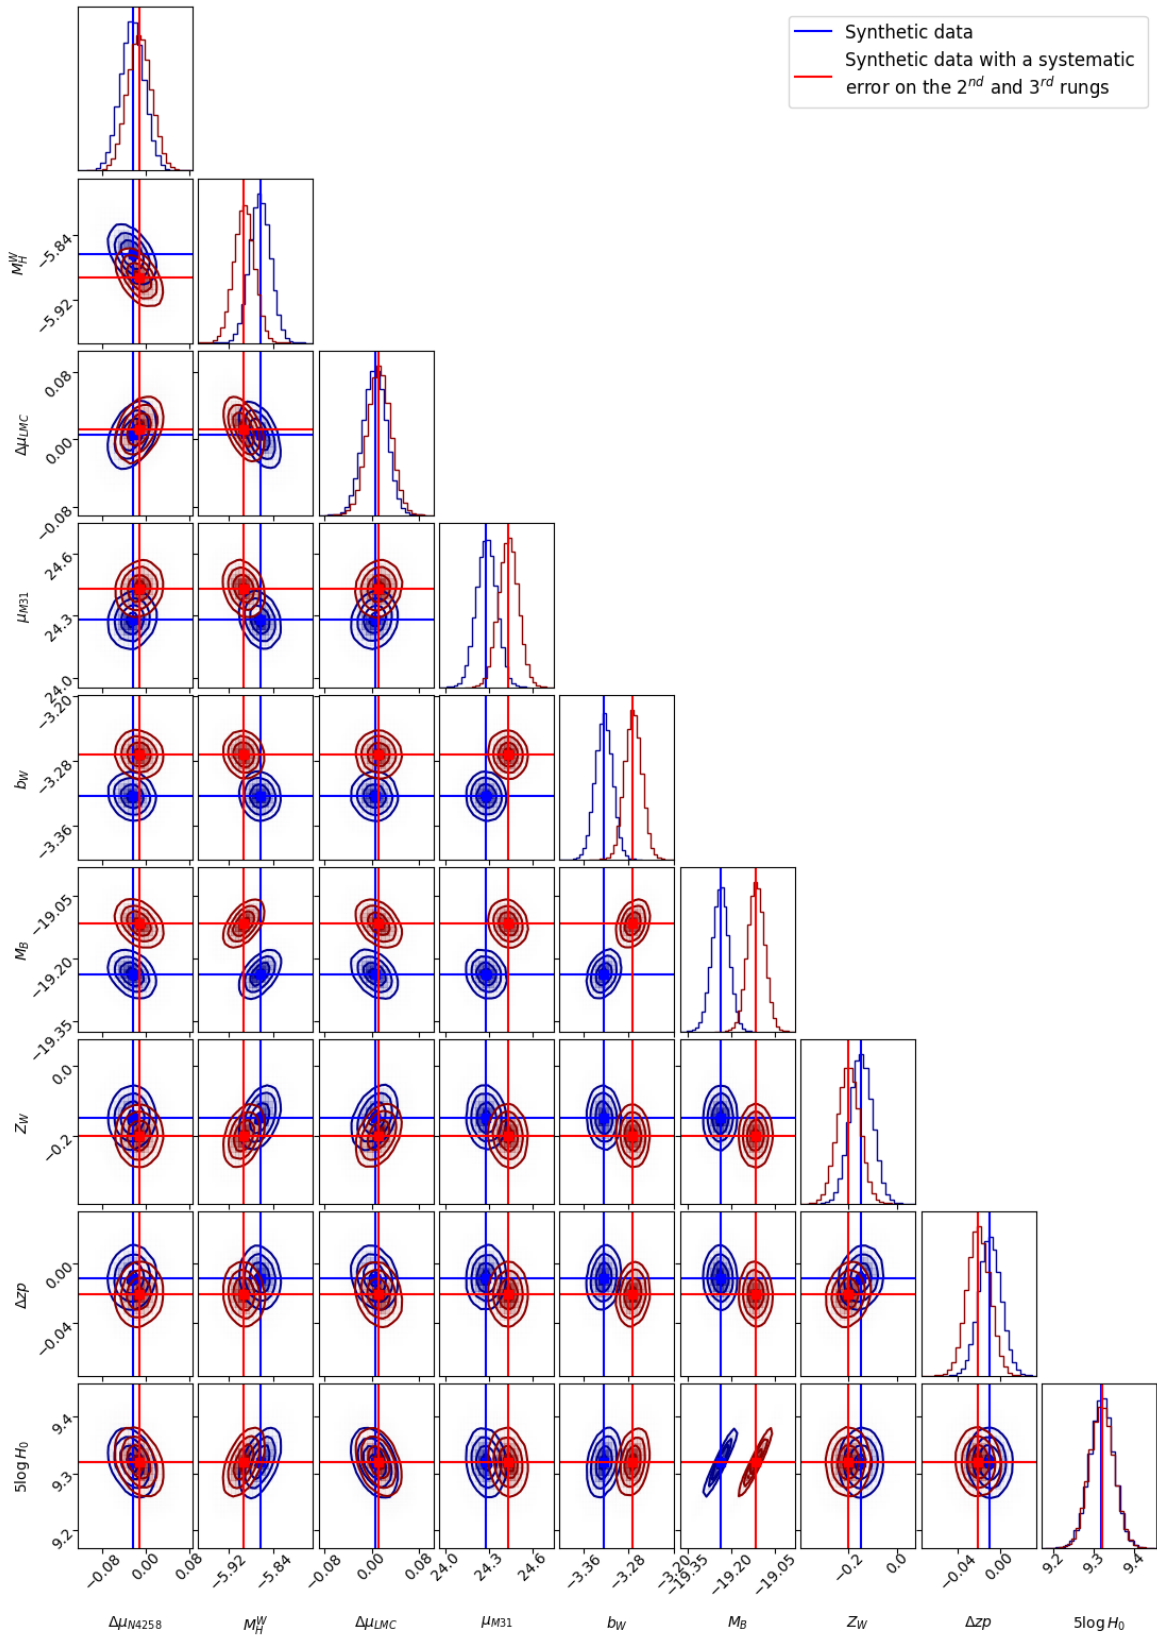 Synthetic data
Synthetic data with a systematic
error on the 2nd and 3rd rungs
−5.84
−5.92
M_H^W
0.08
0.00
−0.08
Δμ_LMC
24.6
24.3
24.0
μ_M31
−3.20
−3.28
−3.36
b_W
−19.05
−19.20
−19.35
M_B
0.0
−0.2
Z_W
0.00
−0.04
Δzp
9.4
9.3
9.2
5log H_0
−0.08 0.00 0.08 −5.92 −5.84 −0.08 0.00 0.08 24.0 24.3 24.6 −3.36 −3.28 −3.20 −19.35 −19.20 −19.05 −0.2 0.0 −0.04 0.00 9.2 9.3 9.4
Δμ_N4258 M_H^W Δμ_LMC μ_M31 b_W M_B Z_W Δzp 5log H_0